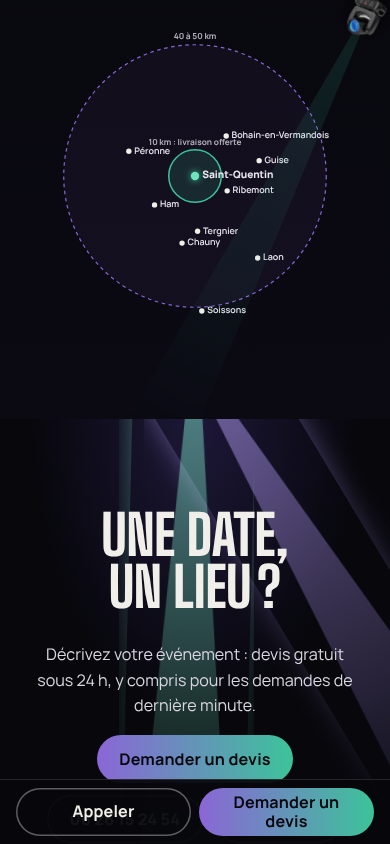 40 à 50 km
Bohain-en-Vermandois
10 km : livraison offerte
Péronne
Guise
Saint-Quentin
Ribemont
Ham
Tergnier
Chauny
Laon
Soissons
UNE DATE,
UN LIEU ?
Décrivez votre événement : devis gratuit
sous 24 h, y compris pour les demandes de
dernière minute.
Demander un devis
Appeler
Demander un
devis